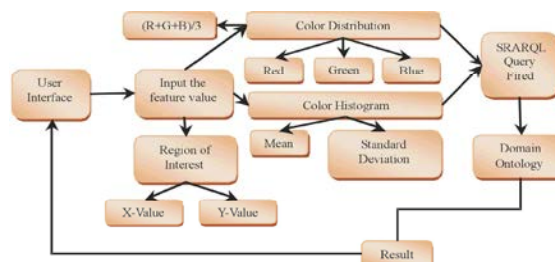 (R+G+B)/3
Color Distribution
SRARQL
Query
Fired
User
Interface
Input the
feature value
Red
Green
Blue
Color Histogram
Region of
Interest
Mean
Standard
Deviation
Domain
Ontology
X-Value
Y-Value
Result